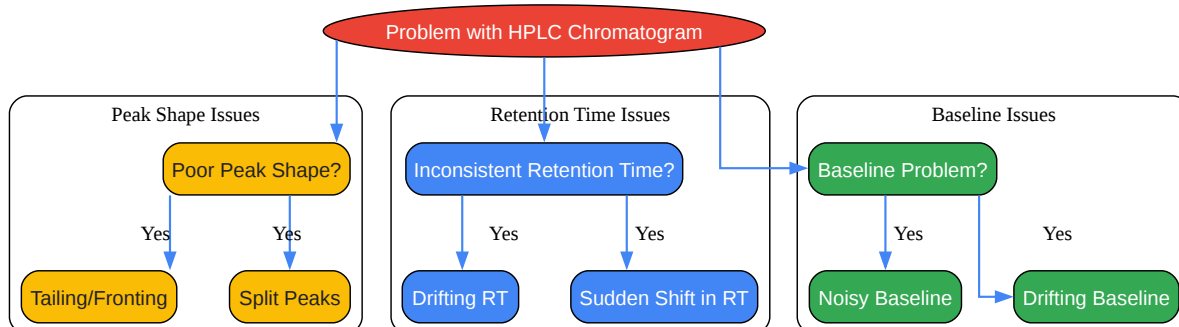 Problem with HPLC Chromatogram
Peak Shape Issues
Retention Time Issues
Baseline Issues
Poor Peak Shape?
Inconsistent Retention Time?
Baseline Problem?
Yes
Yes
Yes
Yes
Yes
Yes
Tailing/Fronting
Split Peaks
Drifting RT
Sudden Shift in RT
Noisy Baseline
Drifting Baseline